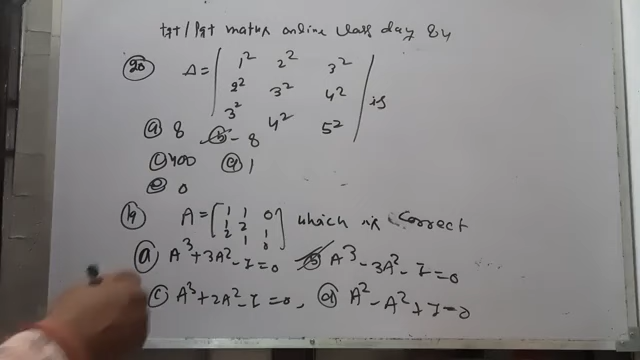 tgt/Pgt maths online class day 84
20 Δ = | 1² 2² 3² |
2² 3² 4² is
3² 4² 5²
a 8 b - 8
c 400 d 1
e 0
19 A = [ 1 1 0 ] which is correct
1 2 1
2 1 0
a A³ + 3A² - I = 0 b A³ - 3A² - I = 0
c A³ + 2A² - I = 0, d A² - A² + I = 0